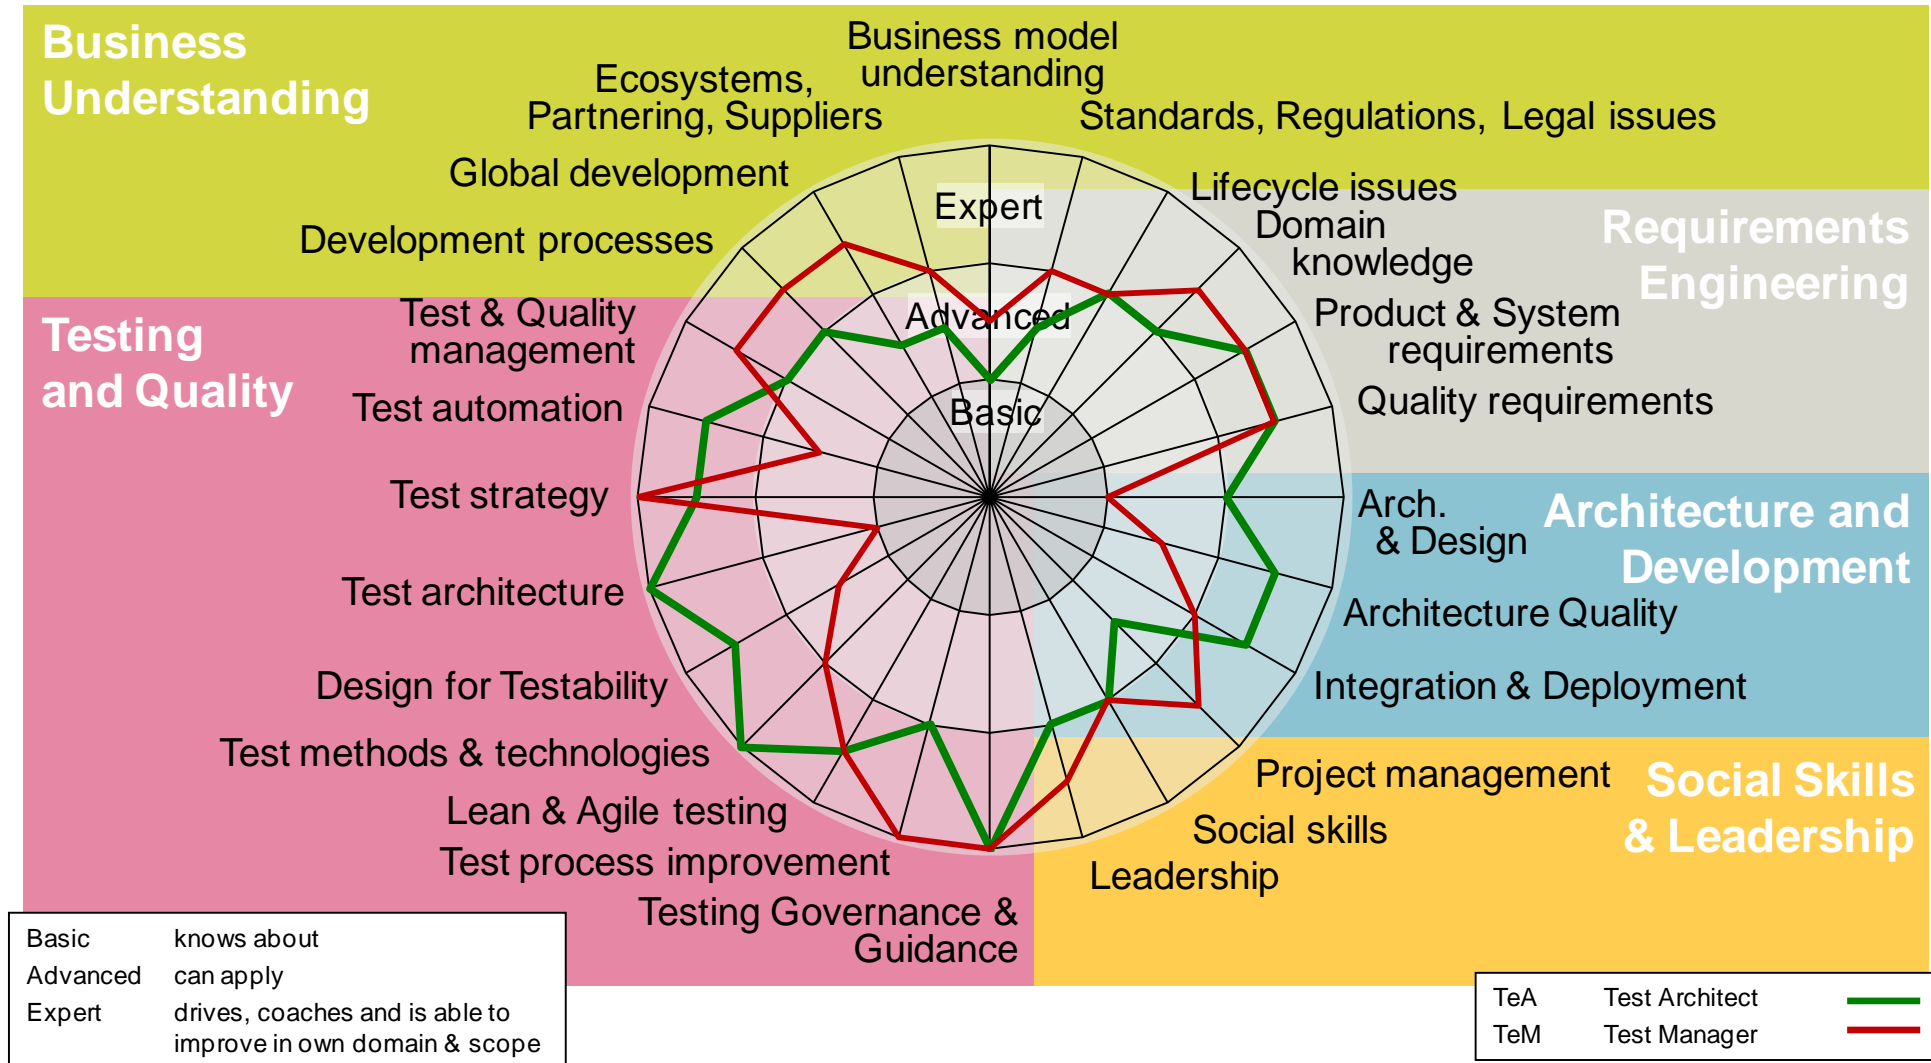 Business
Understanding
Business model
understanding
Ecosystems,
Partnering, Suppliers
Standards, Regulations, Legal issues
Global development
Lifecycle issues
Development processes
Domain
knowledge
Requirements
Engineering
Expert
Advanced
Basic
Testing
and Quality
Test & Quality
management
Product & System
requirements
Test automation
Quality requirements
Test strategy
Arch.
& Design
Architecture and
Development
Test architecture
Architecture Quality
Design for Testability
Integration & Deployment
Test methods & technologies
Project management
Social Skills
& Leadership
Lean & Agile testing
Social skills
Test process improvement
Leadership
Testing Governance &
Guidance
Basic knows about
Advanced can apply
Expert drives, coaches and is able to
improve in own domain & scope
TeA Test Architect
TeM Test Manager